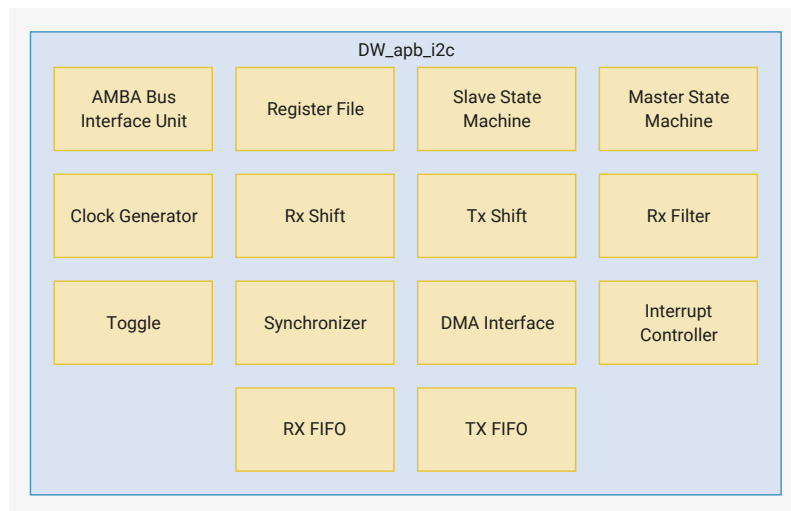 DW_apb_i2c
AMBA Bus
Interface Unit
Register File
Slave State
Machine
Master State
Machine
Clock Generator
Rx Shift
Tx Shift
Rx Filter
Toggle
Synchronizer
DMA Interface
Interrupt
Controller
RX FIFO
TX FIFO